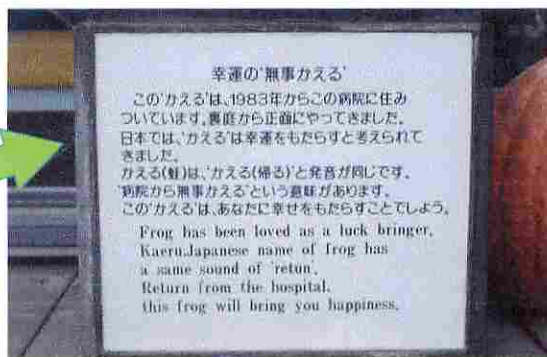 幸運の'無事かえる'
この'かえる'は、1983年からこの病院に住み
ついています。裏庭から正面にやってきました。
日本では、'かえる'は幸運をもたらすと考えられて
きました。
かえる(蛙)は、'かえる(帰る)'と発音が同じです。
'病院から無事かえる'という意味があります。
この'かえる'は、あなたに幸せをもたらすことでしょう。
Frog has been loved as a luck bringer.
Kaeru.Japanese name of frog has
a same sound of 'retun'.
Return from the hospital.
this frog will bring you happiness.